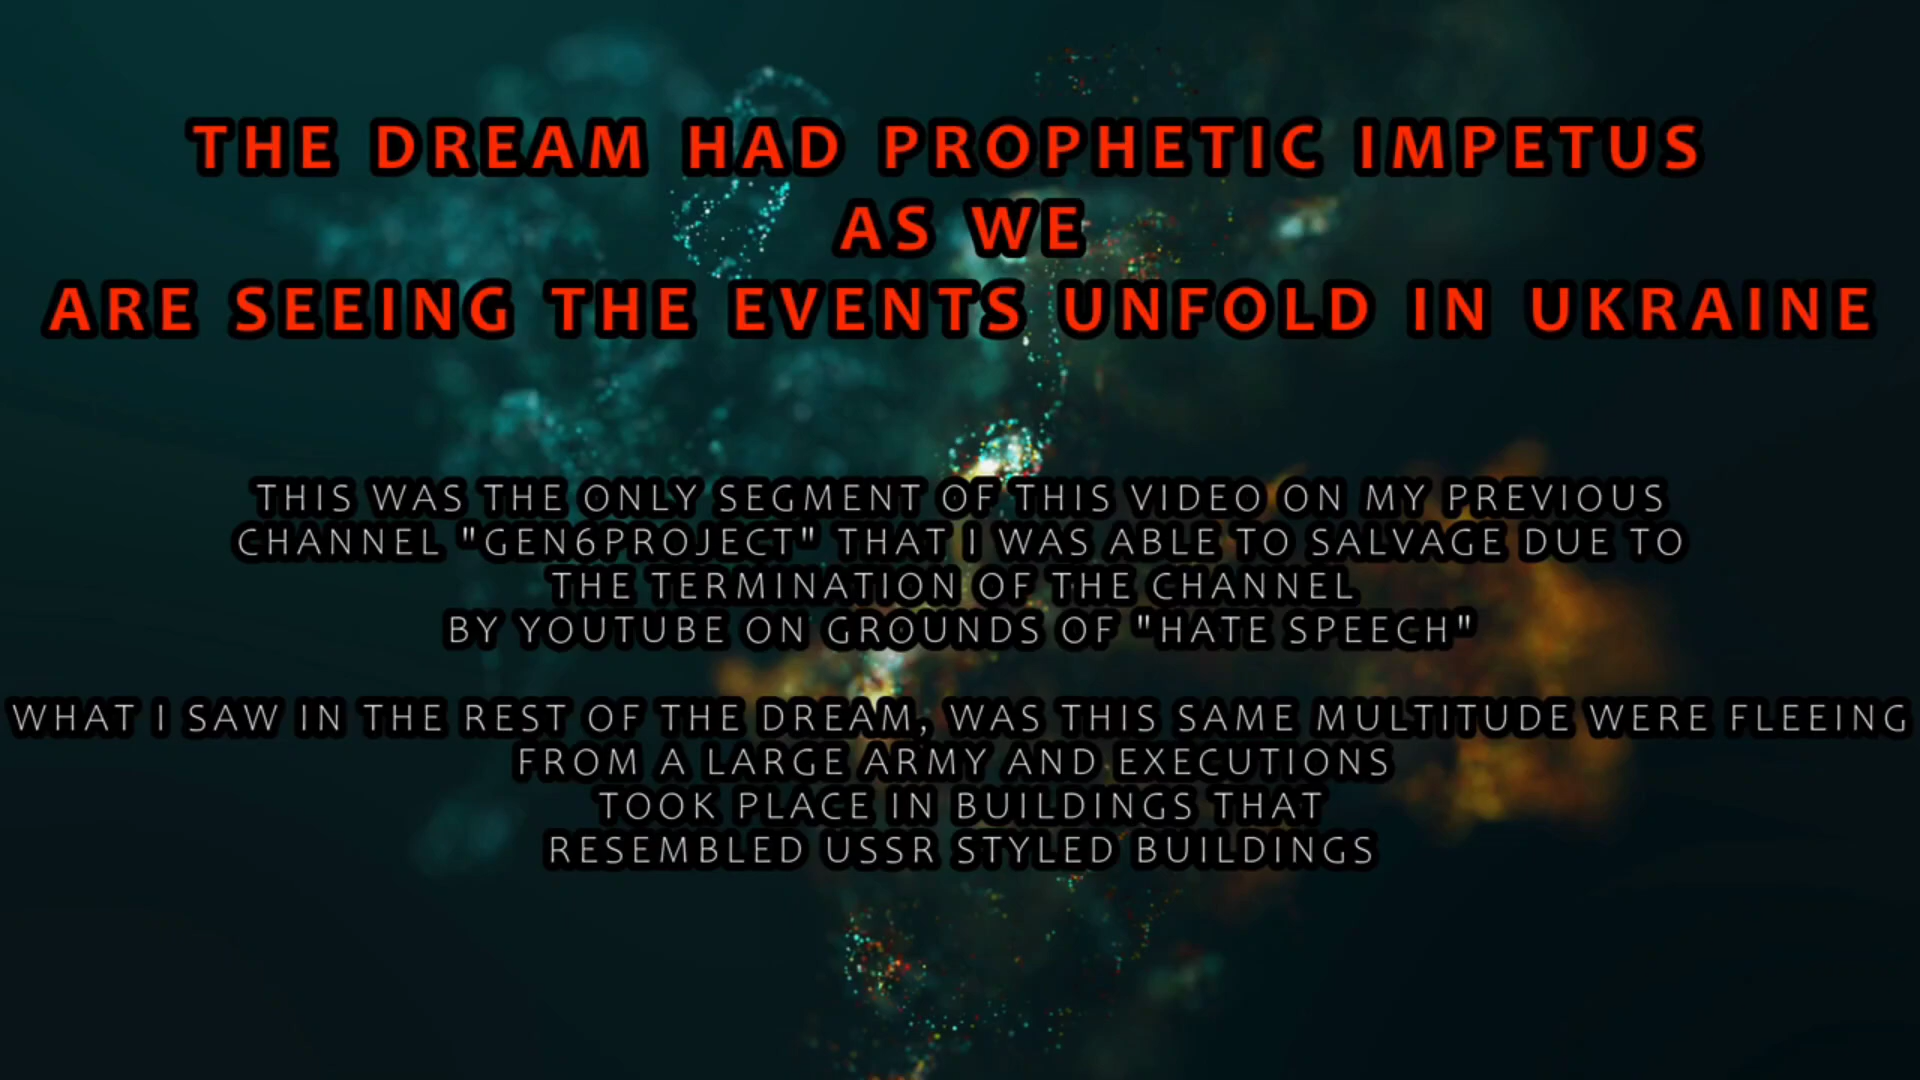 THE DREAM HAD PROPHETIC IMPETUS
AS WE
ARE SEEING THE EVENTS UNFOLD IN UKRAINE
THIS WAS THE ONLY SEGMENT OF THIS VIDEO ON MY PREVIOUS
CHANNEL "GEN6PROJECT" THAT I WAS ABLE TO SALVAGE DUE TO
THE TERMINATION OF THE CHANNEL
BY YOUTUBE ON GROUNDS OF "HATE SPEECH"
WHAT I SAW IN THE REST OF THE DREAM, WAS THIS SAME MULTITUDE WERE FLEEING
FROM A LARGE ARMY AND EXECUTIONS
TOOK PLACE IN BUILDINGS THAT
RESEMBLED USSR STYLED BUILDINGS